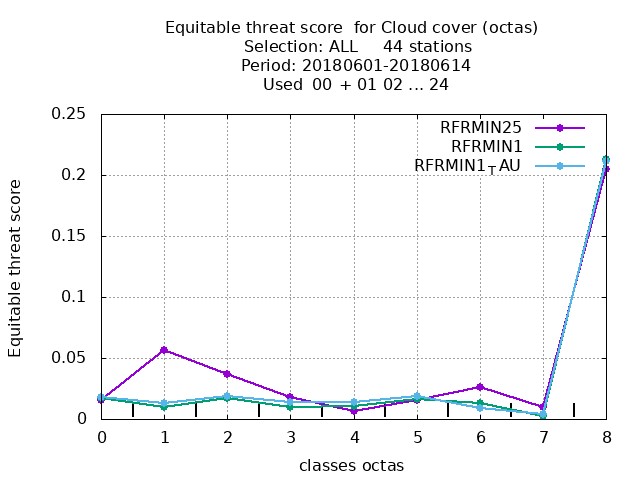 Equitable threat score  for Cloud cover (octas)
Selection: ALL     44 stations
Period: 20180601-20180614
Used  00 + 01 02 ... 24
RFRMIN25
RFRMIN1
RFRMIN1TAU
Equitable threat score
0.25
0.2
0.15
0.1
0.05
0
0 1 2 3 4 5 6 7 8
classes octas